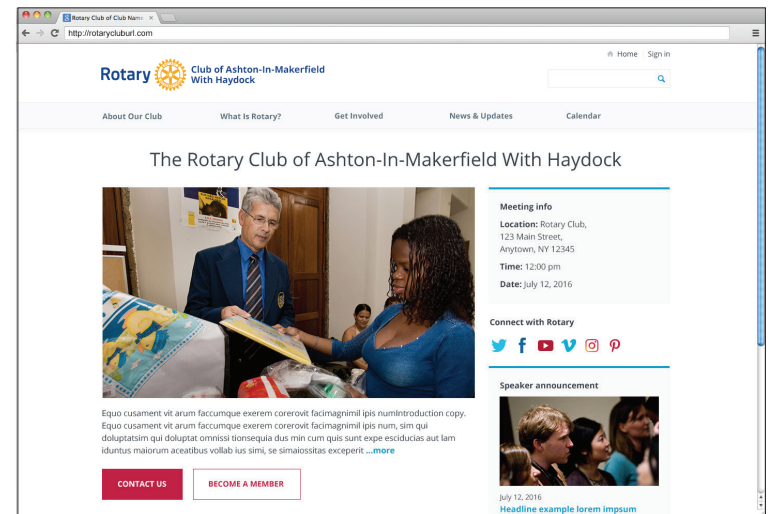 Rotary Club of Club Name
http://rotarycluburl.com
Home Sign in
Rotary
Club of Ashton-In-Makerfield
With Haydock
About Our Club What Is Rotary? Get Involved News & Updates Calendar
The Rotary Club of Ashton-In-Makerfield With Haydock
Equo cusament vit arum faccumque exerem corerovit facimagnimil ipis numIntroduction copy.
Equo cusament vit arum faccumque exerem corerovit facimagnimil ipis num, sim qui
doluptatsim qui doluptat omnissi tionsequia dus min cum quis sunt expe esciducias aut lam
iduntus maiorum aceatibus vollab ius simi, se simaiossitas exceperit ...more
CONTACT US BECOME A MEMBER
Meeting info
Location: Rotary Club,
123 Main Street,
Anytown, NY 12345
Time: 12:00 pm
Date: July 12, 2016
Connect with Rotary
Speaker announcement
July 12, 2016
Headline example lorem impsum